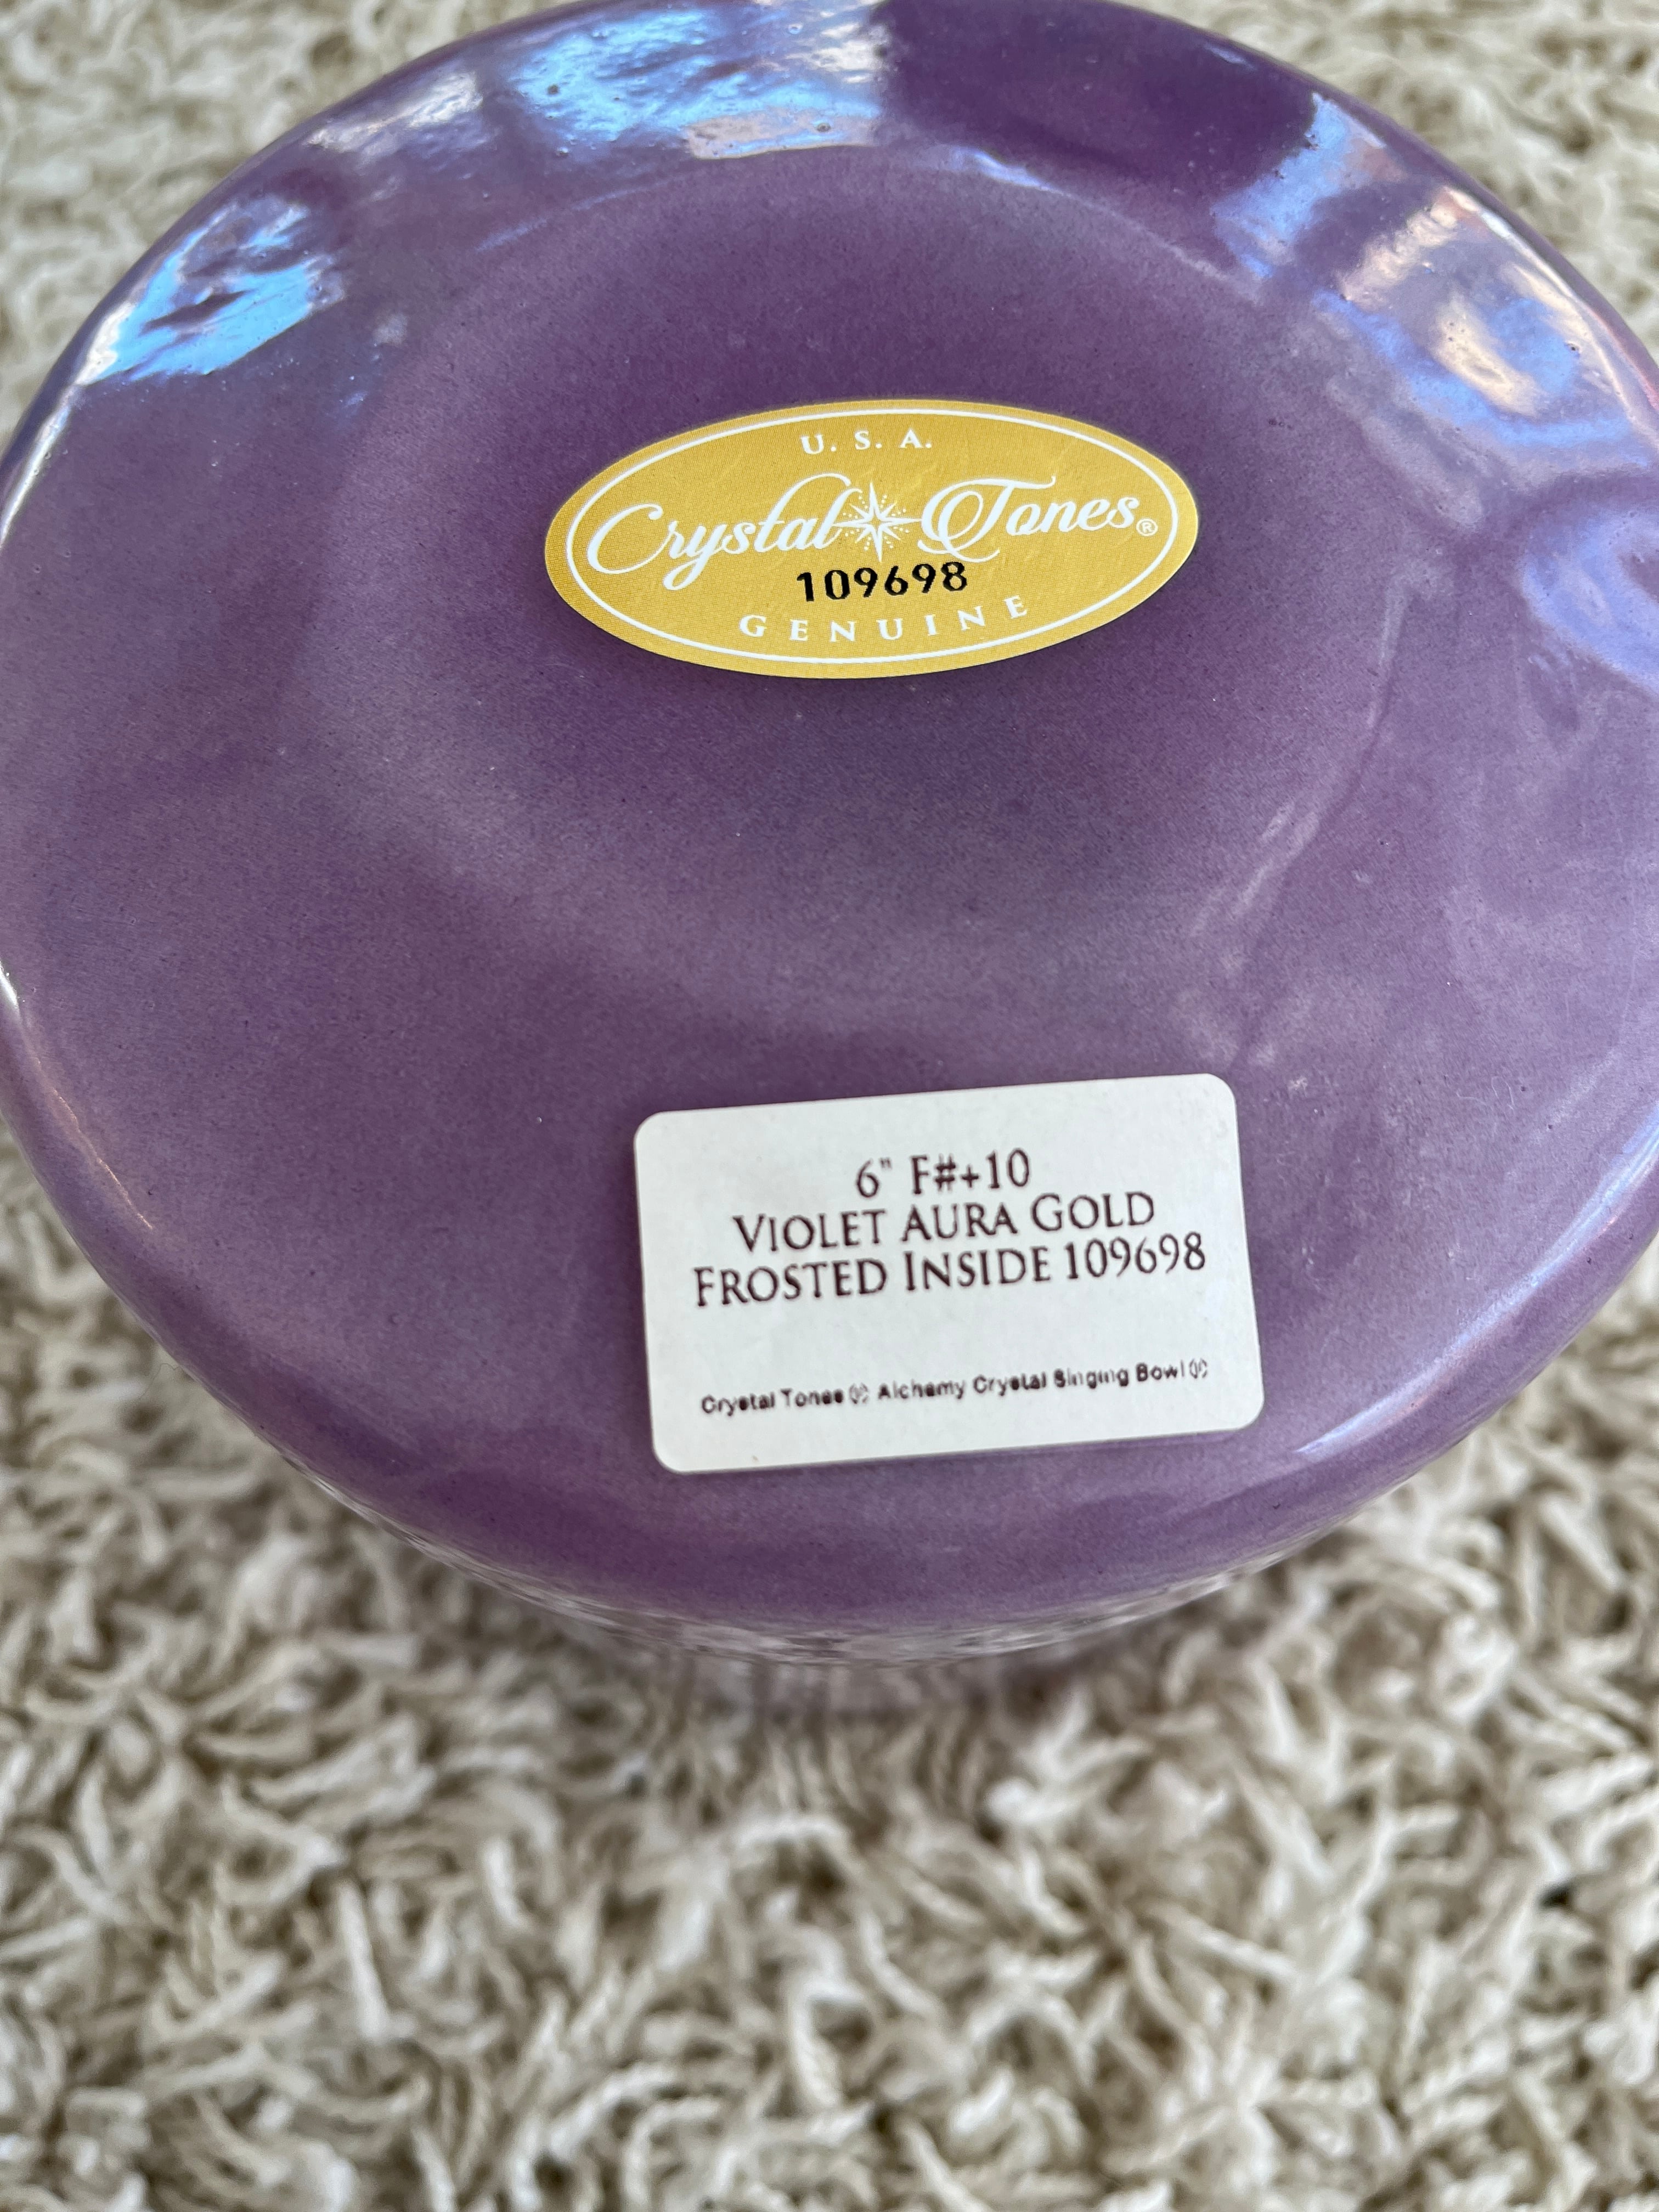 U. S. A.
Crystal Tones®
109698
GENUINE
6" F#+10
VIOLET AURA GOLD
FROSTED INSIDE 109698
Crystal Tones ® Alchemy Crystal Singing Bowl ®